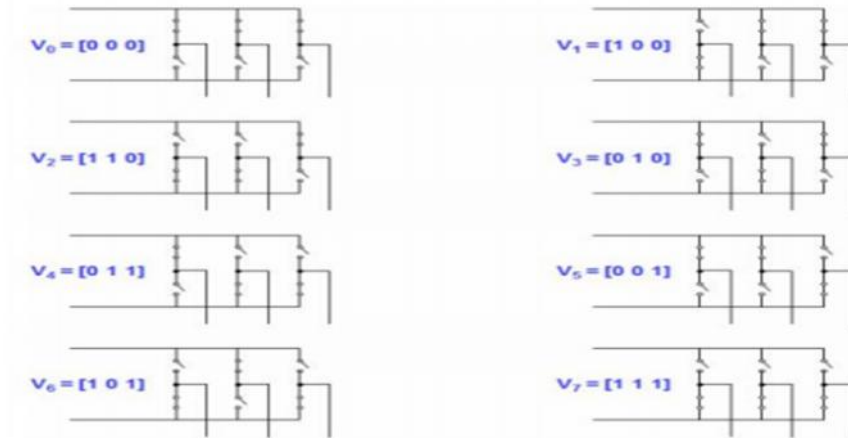 V₀=[0 0 0]
V₁=[1 0 0]
V₂=[1 1 0]
V₃=[0 1 0]
V₄=[0 1 1]
V₅=[0 0 1]
V₆=[1 0 1]
V₇=[1 1 1]